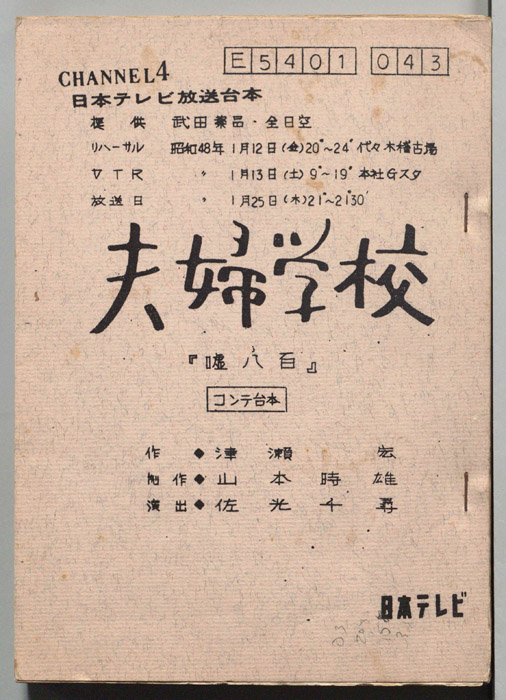 E5401 043
CHANNEL4
日本テレビ放送台本
提供 武田薬品・全日空
リハーサル 昭和48年1月12日(金)20°~24° 代々木稽古場
VTR 〃 1月13日(土)9°~19° 本社Gスタ
放送日 〃 1月25日(木)21°~21°30′
夫婦学校
『嘘八百』
コンテ台本
作◆津瀬宏
制作◆山本時雄
演出◆佐光千尋
日本テレビ